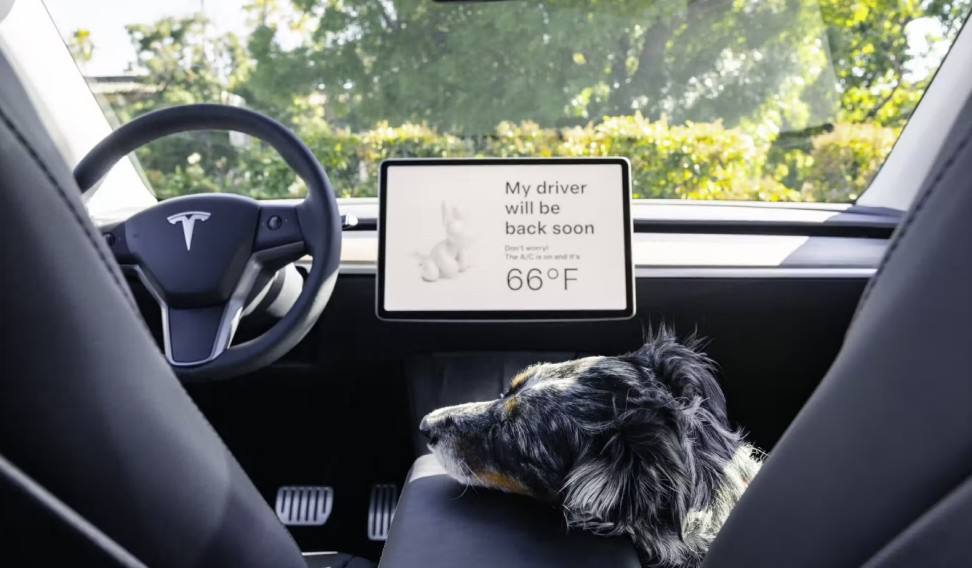 My driver
will be
back soon
Don't worry!
The A/C is on and it's
66°F